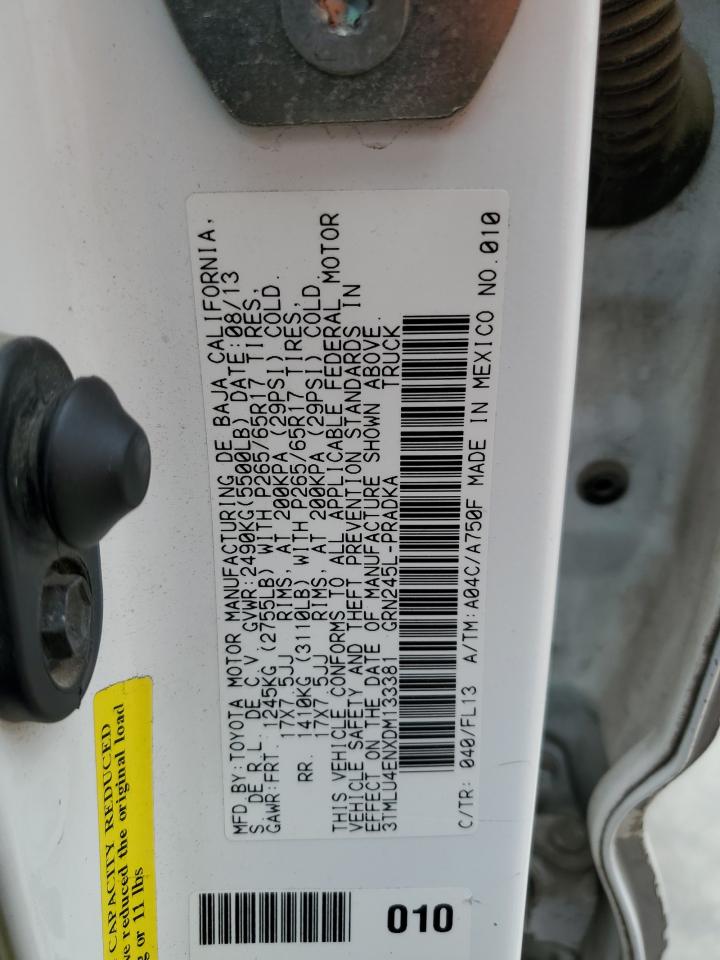 MFD BY:TOYOTA MOTOR MANUFACTURING DE BAJA CALIFORNIA,
S. DE R.L. DE C.V. GVWR:2490KG(5500LB) DATE:08/13
GAWR:FRT. 1245KG (2755LB) WITH P265/65R17 TIRES,
17X7.5JJ RIMS, AT 200KPA (29PSI) COLD.
RR. 1410KG (3110LB) WITH P265/65R17 TIRES,
17X7.5JJ RIMS, AT 200KPA (29PSI) COLD.
THIS VEHICLE CONFORMS TO ALL APPLICABLE FEDERAL MOTOR
VEHICLE SAFETY AND THEFT PREVENTION STANDARDS IN
EFFECT ON THE DATE OF MANUFACTURE SHOWN ABOVE.
3TMLU4ENXDM133381 GRN245L-PRADKA TRUCK
C/TR: 040/FL13 A/TM:A04C/A750F MADE IN MEXICO NO.010
010
CAPACITY REDUCED
reduced the original load
or 11 lbs